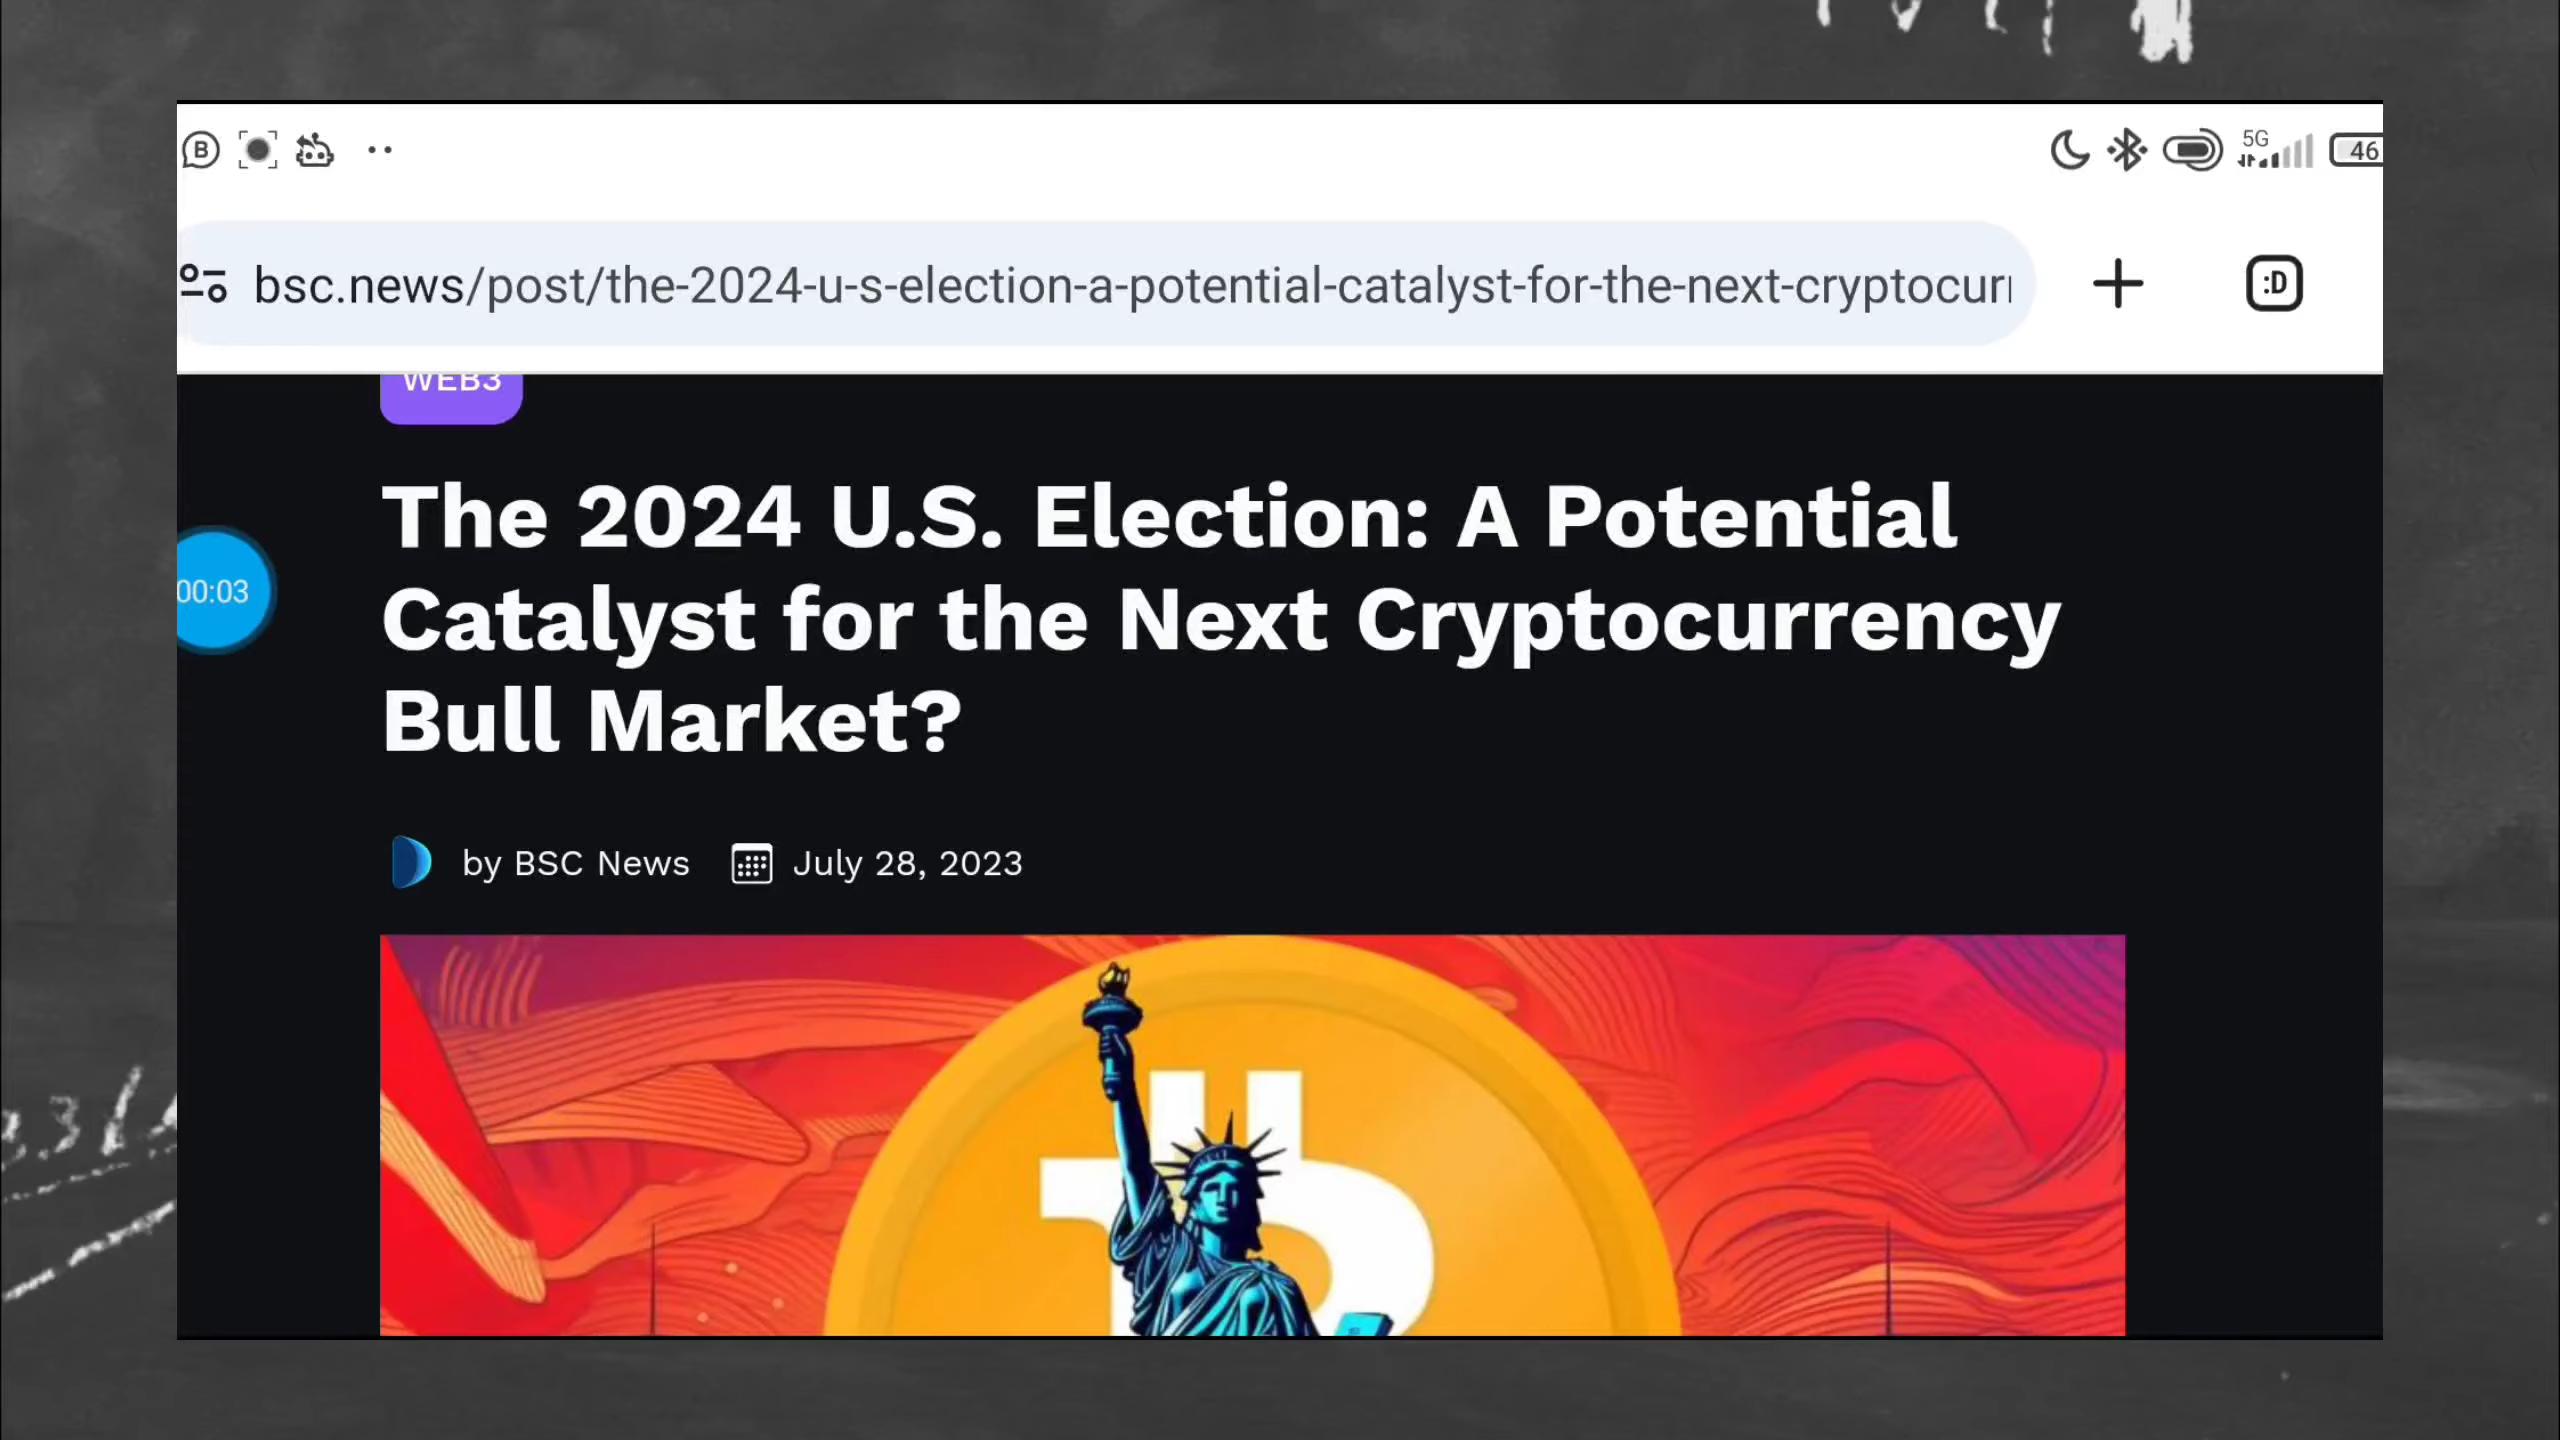 B
5G
46
bsc.news/post/the-2024-u-s-election-a-potential-catalyst-for-the-next-cryptocurr
:D
WEB3
The 2024 U.S. Election: A Potential
Catalyst for the Next Cryptocurrency
Bull Market?
00:03
by BSC News July 28, 2023